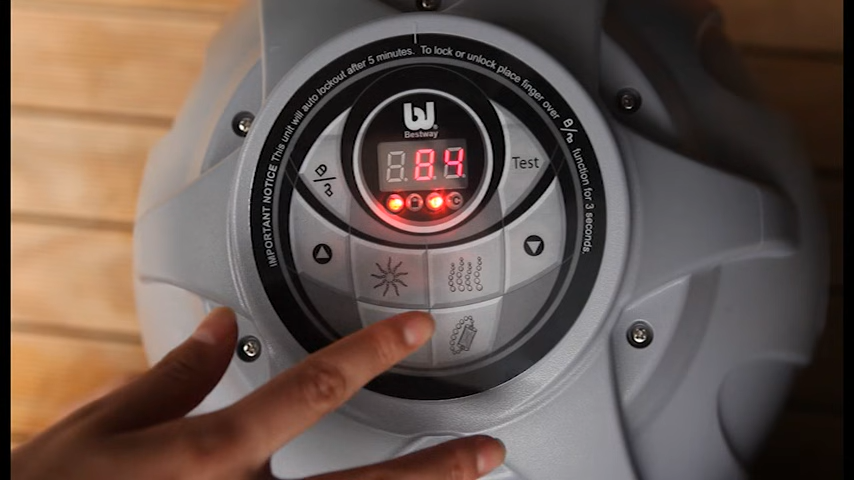 IMPORTANT NOTICE This unit will auto lockout after 5 minutes. To lock or unlock place finger over function for 3 seconds.
Bestway
84
Test
°C